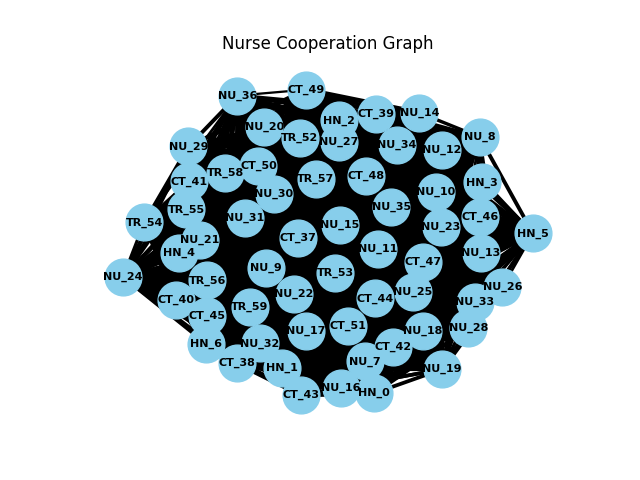 Nurse Cooperation Graph
NU_36
CT_49
HN_2
CT_39
NU_14
NU_20
TR_52
NU_27
NU_34
NU_12
NU_8
NU_29
CT_50
TR_58
CT_41
NU_30
TR_57
CT_48
NU_10
HN_3
TR_55
NU_31
NU_35
CT_46
TR_54
NU_21
CT_37
NU_15
NU_23
HN_5
HN_4
NU_11
NU_13
NU_24
TR_56
NU_9
TR_53
CT_47
NU_26
CT_40
NU_22
CT_44
NU_25
NU_33
CT_45
TR_59
NU_17
CT_51
NU_18
NU_28
HN_6
NU_32
CT_42
CT_38
HN_1
NU_7
NU_19
CT_43
NU_16
HN_0